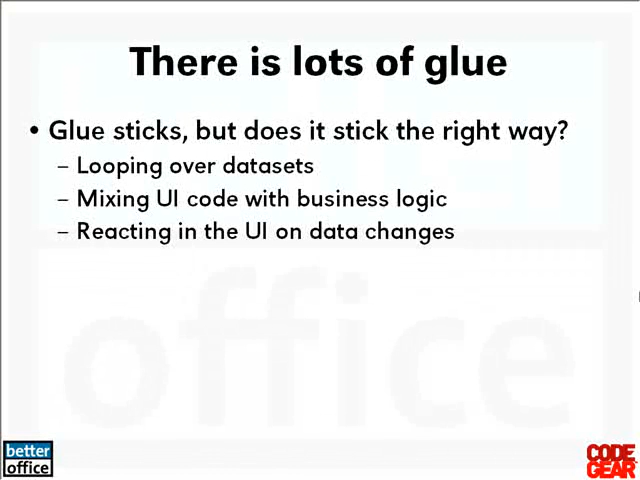 There is lots of glue
• Glue sticks, but does it stick the right way?
– Looping over datasets
– Mixing UI code with business logic
– Reacting in the UI on data changes
office
better
office
CODE
GEAR